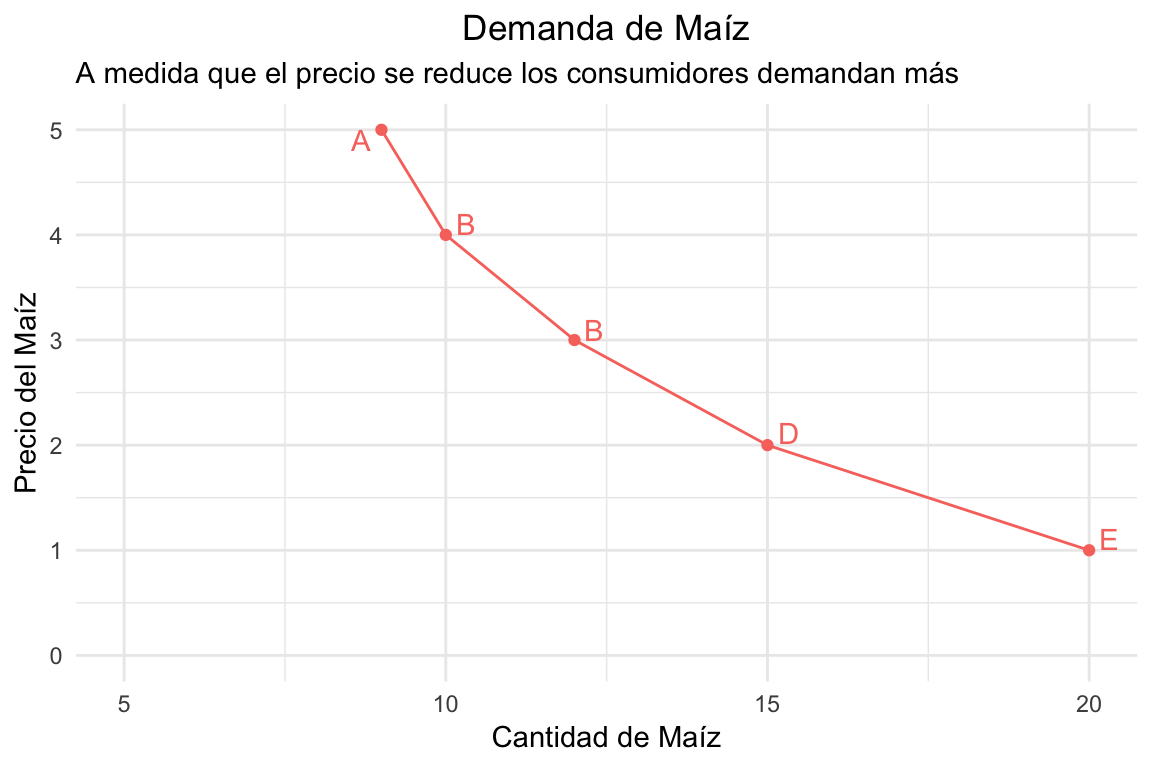 Demanda de Maíz
A medida que el precio se reduce los consumidores demandan más
Precio del Maíz
5
4
3
2
1
0
A
B
B
D
E
5
10
15
20
Cantidad de Maíz